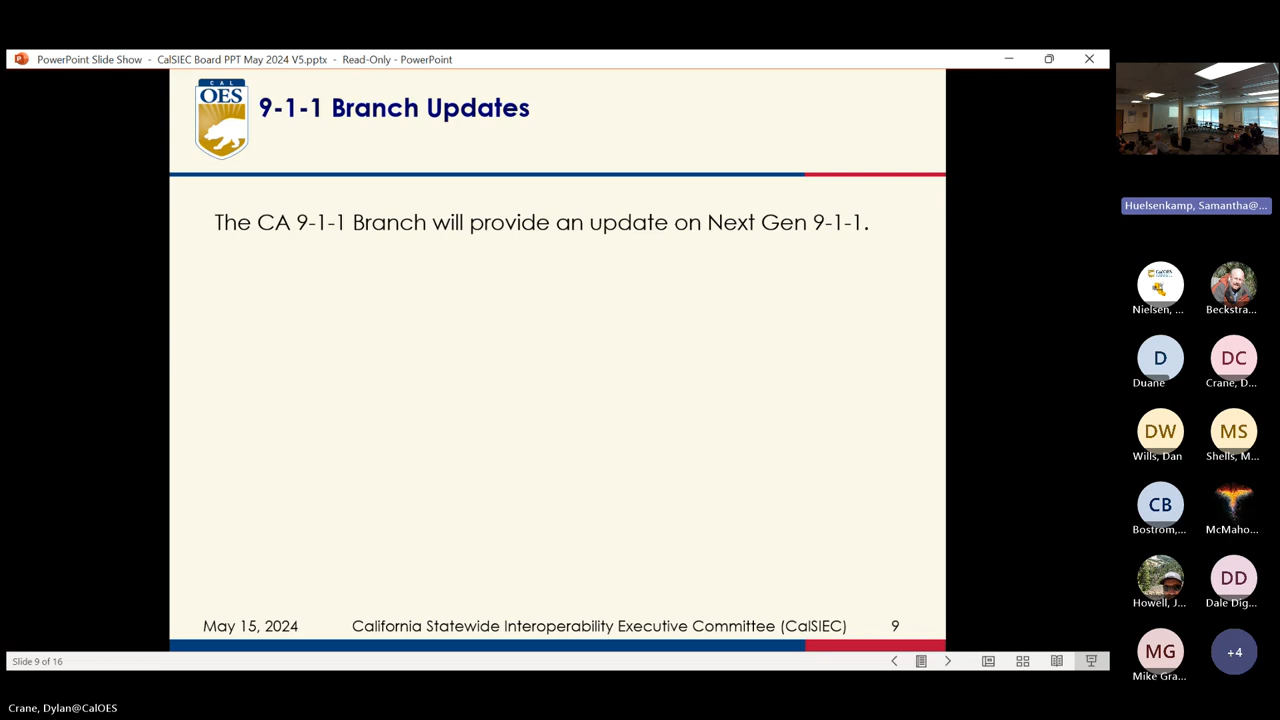 PowerPoint Slide Show - CalSIEC Board PPT May 2024 V5.pptx - Read-Only - PowerPoint
CAL
OES
9-1-1 Branch Updates
The CA 9-1-1 Branch will provide an update on Next Gen 9-1-1.
May 15, 2024 California Statewide Interoperability Executive Committee (CalSIEC) 9
Slide 9 of 16
Huelsenkamp, Samantha@...
Nielsen, ... Beckstra...
D DC
Duane Crane, D...
DW MS
Wills, Dan Shells, M...
CB
Bostrom,... McMaho...
DD
Howell, J... Dale Dig...
MG +4
Mike Gra...
Crane, Dylan@CalOES